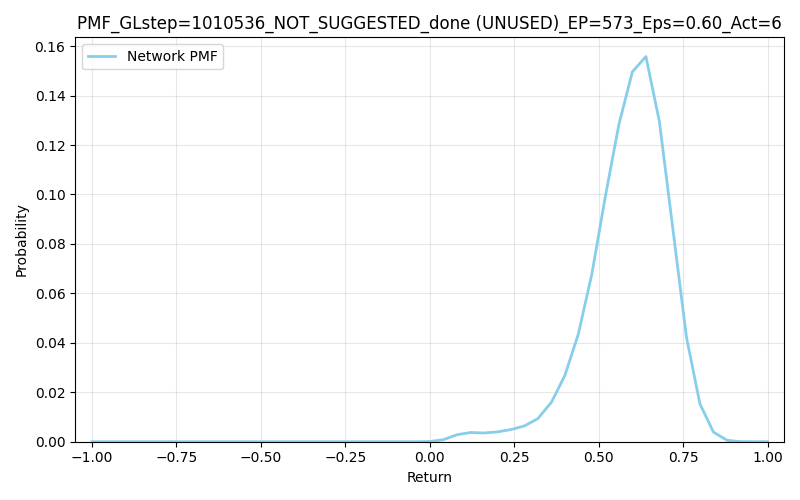 PMF_GLstep=1010536_NOT_SUGGESTED_done (UNUSED)_EP=573_Eps=0.60_Act=6
Network PMF
Probability
0.16
0.14
0.12
0.10
0.08
0.06
0.04
0.02
0.00
−1.00 −0.75 −0.50 −0.25 0.00 0.25 0.50 0.75 1.00
Return